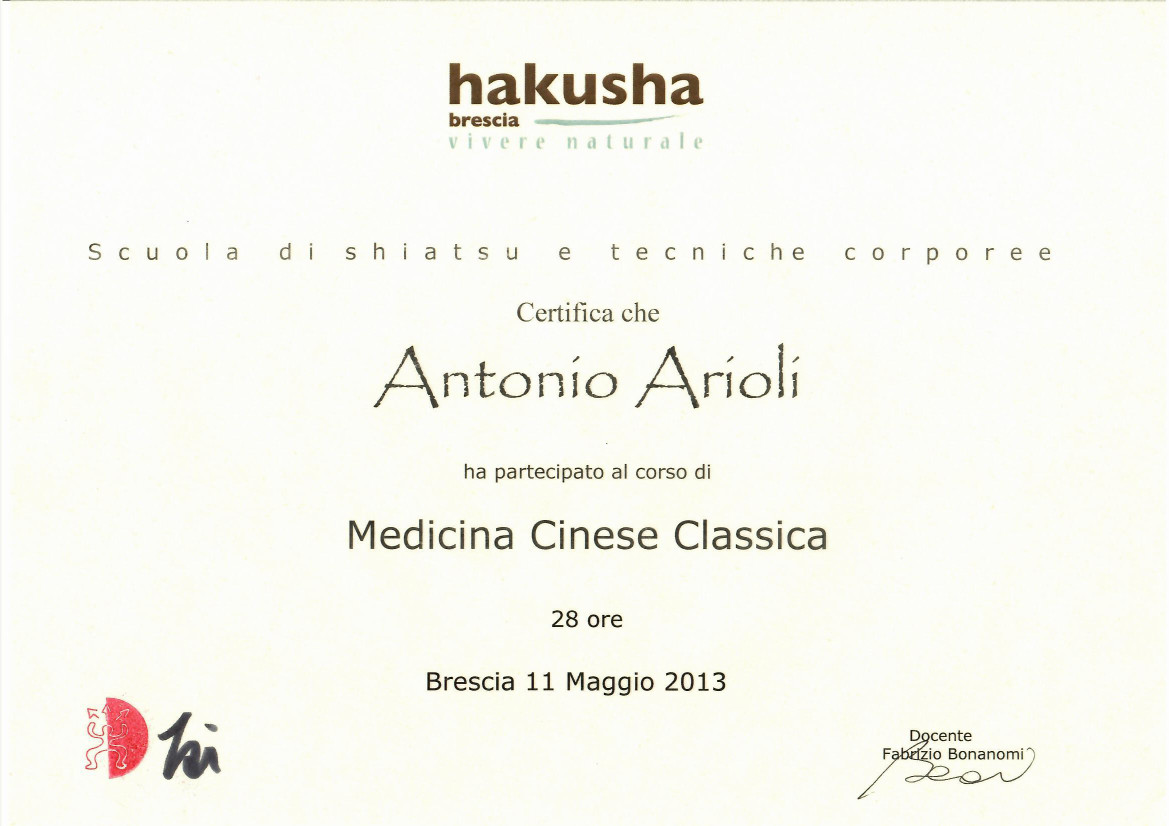 hakusha
brescia
vivere naturale
Scuola di shiatsu e tecniche corporee
Certifica che
Antonio Arioli
ha partecipato al corso di
Medicina Cinese Classica
28 ore
Brescia 11 Maggio 2013
Docente
Fabrizio Bonanomi